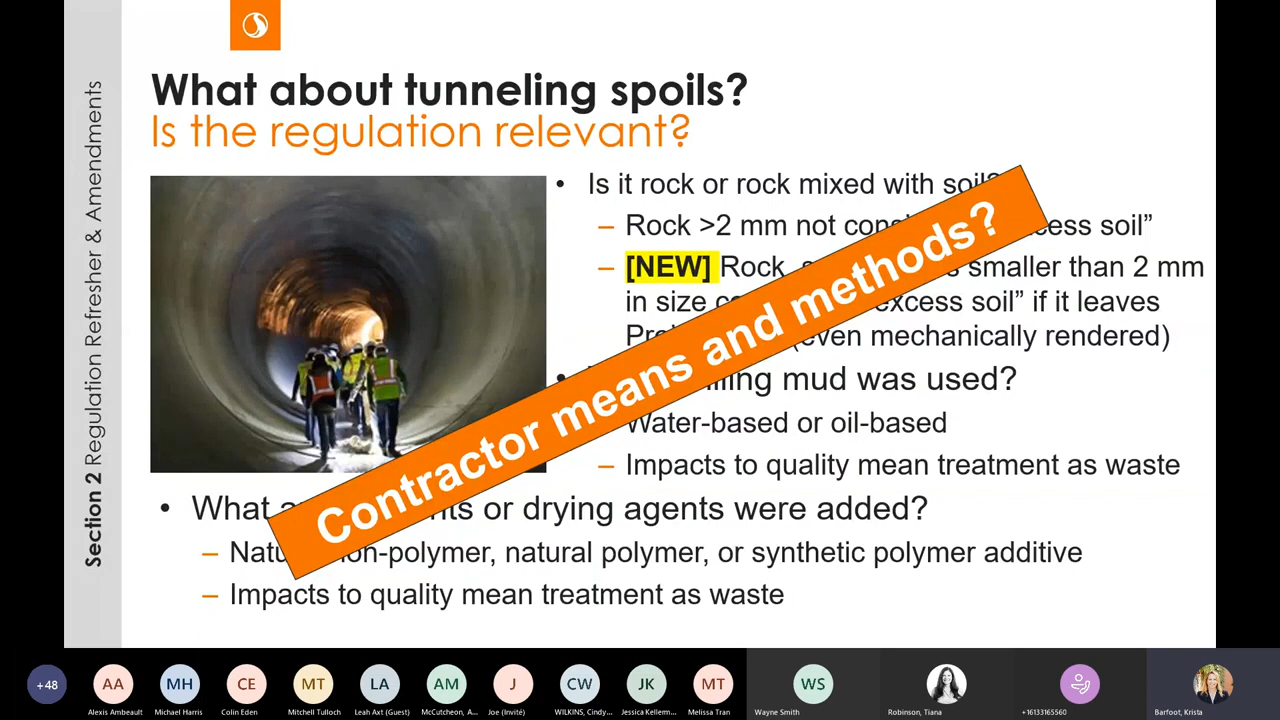 What about tunneling spoils?
Is the regulation relevant?
Section 2 Regulation Refresher & Amendments
• Is it rock or rock mixed with soil?
– Rock >2 mm not excess soil”
– [NEW] Rock, smaller than 2 mm
in size excess soil” if it leaves
(even mechanically rendered)
• mud was used?
– Water-based or oil-based
– Impacts to quality mean treatment as waste
• What or drying agents were added?
– non-polymer, natural polymer, or synthetic polymer additive
– Impacts to quality mean treatment as waste
Contractor means and methods?
+48
AA
MH
CE
MT
LA
AM
J
CW
JK
MT
WS
Alexis Ambeault
Michael Harris
Colin Eden
Mitchell Tulloch
Leah Axt (Guest)
McCutcheon, A...
Joe (Invité)
WILKINS, Cindy...
Jessica Kellem...
Melissa Tran
Wayne Smith
Robinson, Tiana
+16133165560
Barfoot, Krista